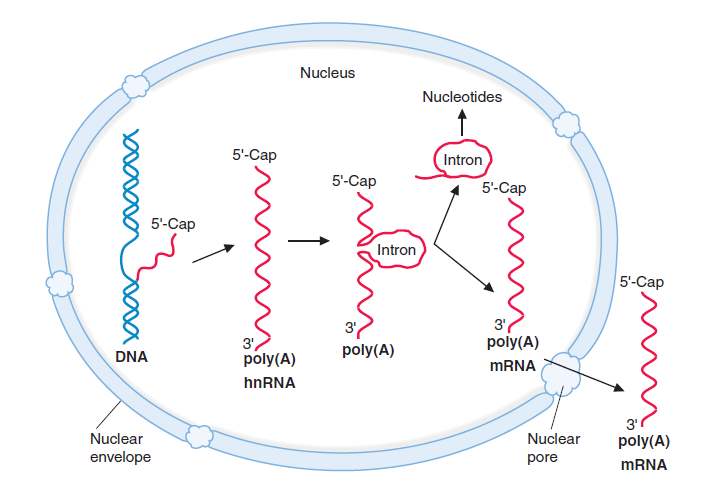 Nucleus
Nucleotides
Intron
5'-Cap
5'-Cap
5'-Cap
5'-Cap
Intron
5'-Cap
3'
poly(A)
hnRNA
3'
poly(A)
3'
poly(A)
mRNA
DNA
3'
poly(A)
mRNA
Nuclear
envelope
Nuclear
pore